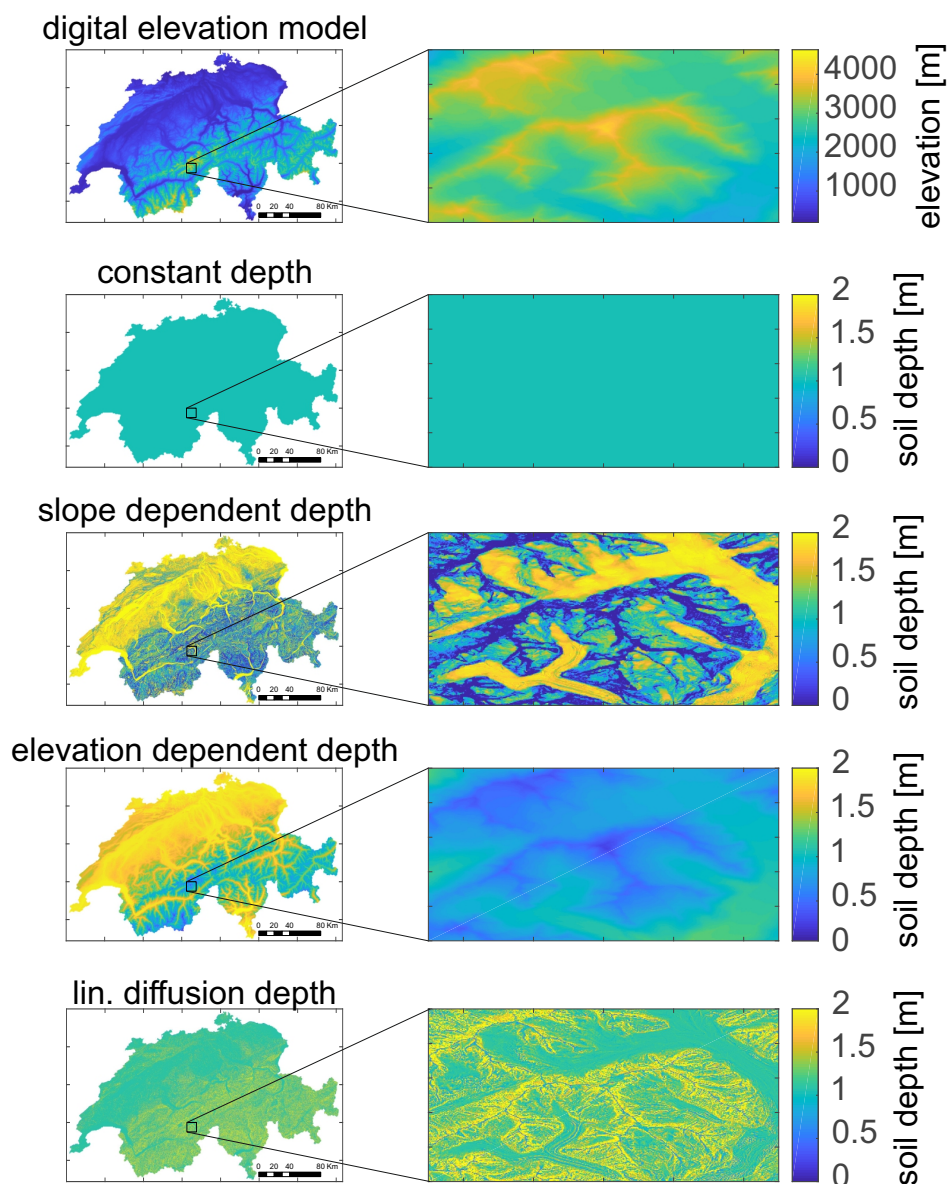 digital elevation model
0 20 40 80 Km
4000
3000
2000
1000
elevation [m]
constant depth
0 20 40 80 Km
2
1.5
1
0.5
0
soil depth [m]
slope dependent depth
0 20 40 80 Km
2
1.5
1
0.5
0
soil depth [m]
elevation dependent depth
0 20 40 80 Km
2
1.5
1
0.5
0
soil depth [m]
lin. diffusion depth
0 20 40 80 Km
2
1.5
1
0.5
0
soil depth [m]